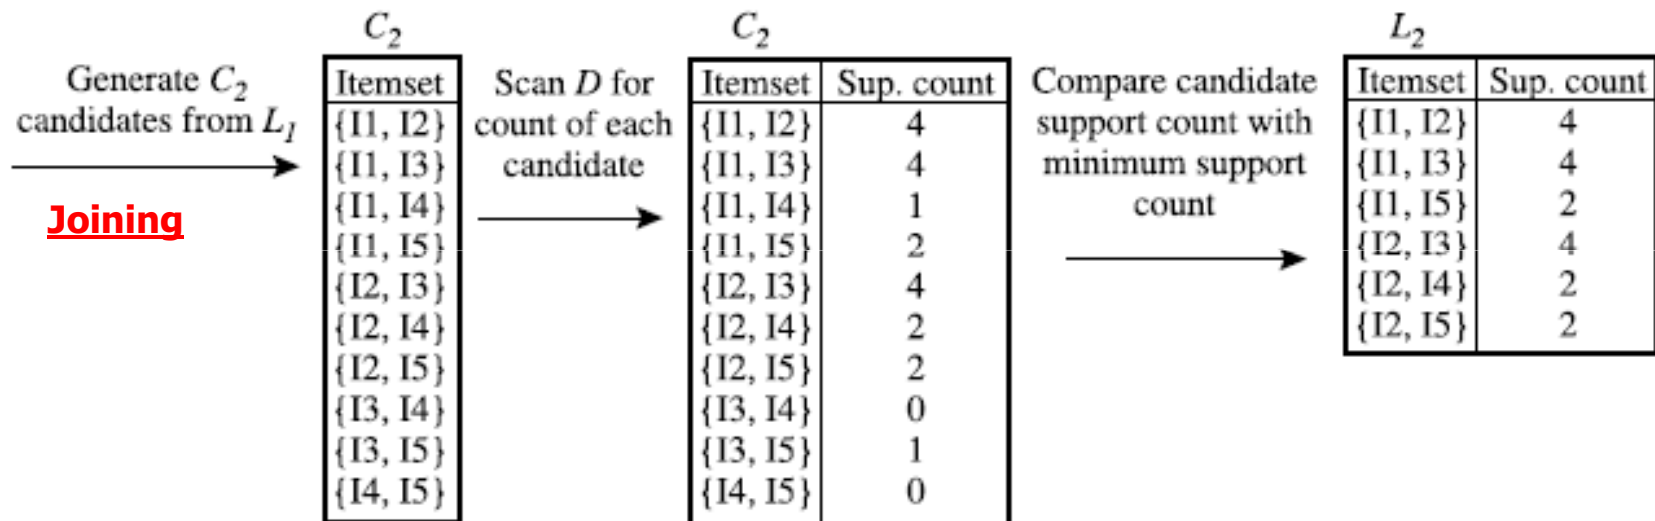 C2
Generate C2
candidates from L1
Joining
Itemset
{I1, I2}
{I1, I3}
{I1, I4}
{I1, I5}
{I2, I3}
{I2, I4}
{I2, I5}
{I3, I4}
{I3, I5}
{I4, I5}
Scan D for
count of each
candidate
C2
Itemset Sup. count
{I1, I2} 4
{I1, I3} 4
{I1, I4} 1
{I1, I5} 2
{I2, I3} 4
{I2, I4} 2
{I2, I5} 2
{I3, I4} 0
{I3, I5} 1
{I4, I5} 0
Compare candidate
support count with
minimum support
count
L2
Itemset Sup. count
{I1, I2} 4
{I1, I3} 4
{I1, I5} 2
{I2, I3} 4
{I2, I4} 2
{I2, I5} 2